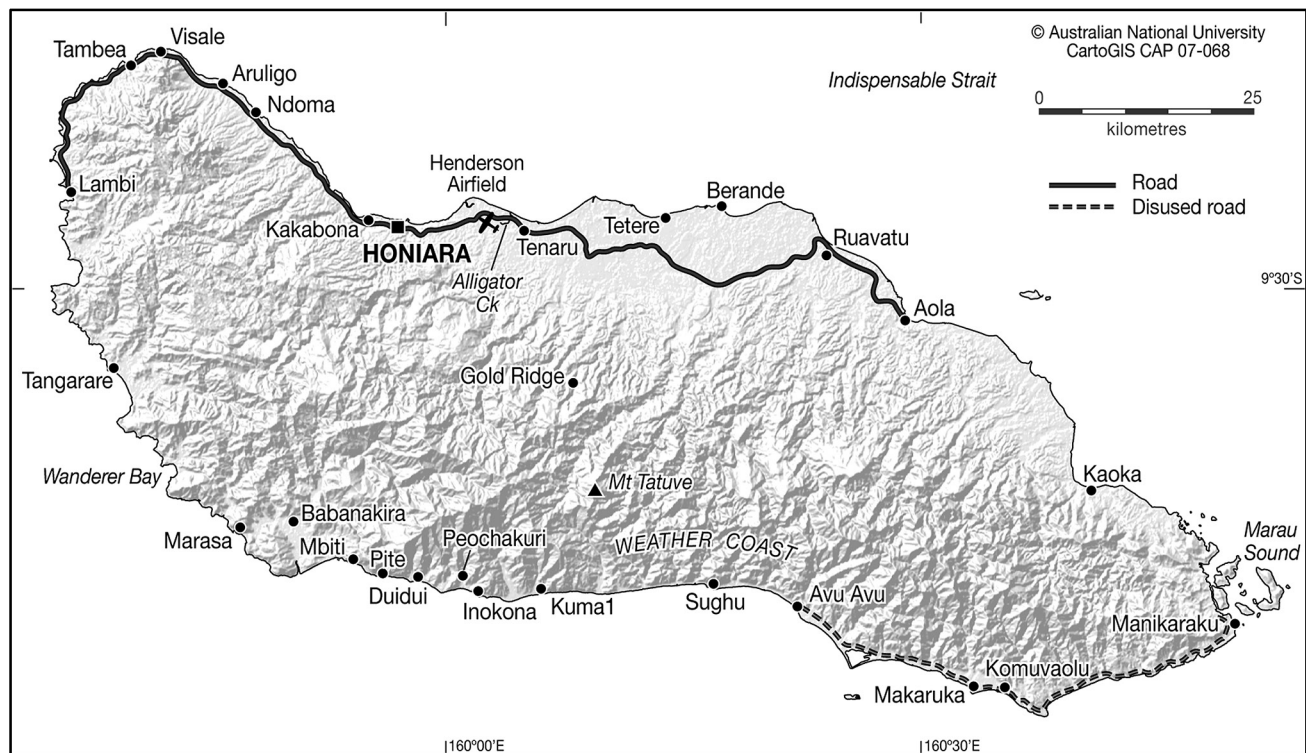 © Australian National University
CartoGIS CAP 07-068
Visale
Tambea
Aruligo
Indispensable Strait
0 25
kilometres
Ndoma
Henderson
Airfield
Road
Lambi
Berande
Disused road
Kakabona
Tetere
Ruavatu
HONIARA
Tenaru
Alligator
Ck
9°30'S
Aola
Tangarare
Gold Ridge
Wanderer Bay
Mt Tatuve
Kaoka
Babanakira
Marasa
Mbiti
Peochakuri
WEATHER COAST
Marau
Sound
Pite
Duidui
Inokona
Kuma1
Sughu
Avu Avu
Manikaraku
Komuvaolu
Makaruka
160°00'E
160°30'E